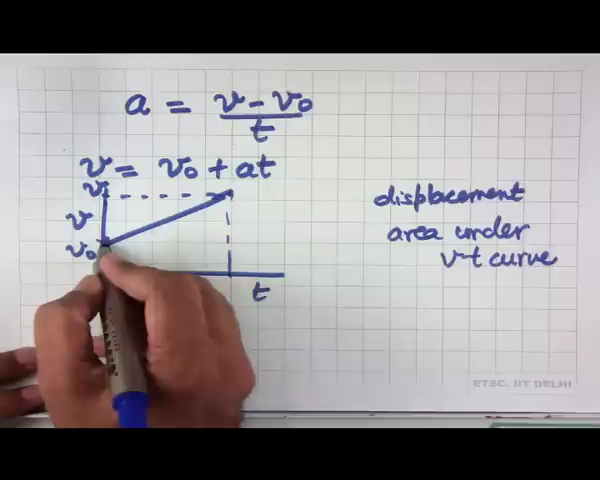 a = v - v₀ / t
v = v₀ + at
v
v
v₀
t
displacement
area under
v-t curve
ETSC, IIT DELHI